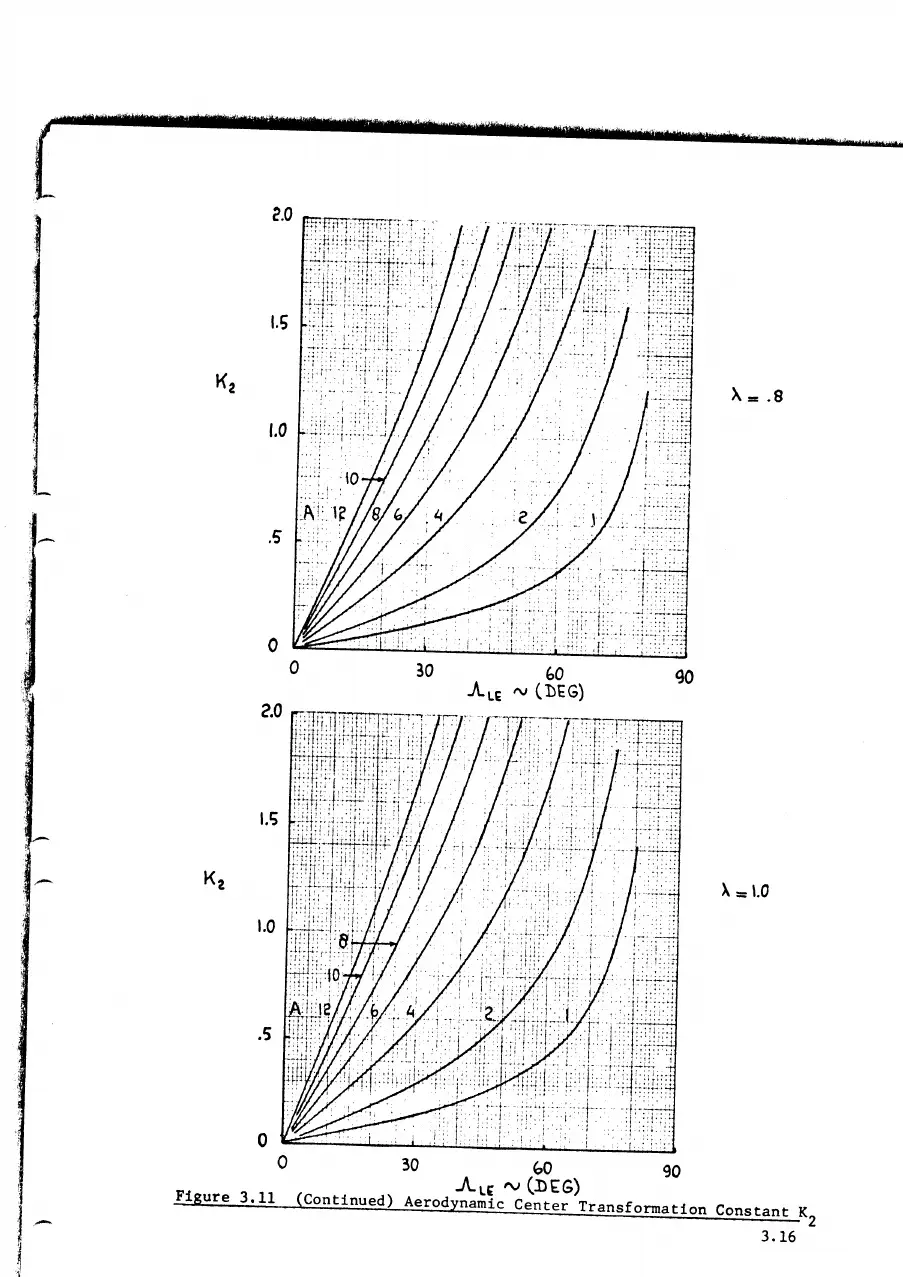 2.0
1.5
K2
λ = .8
1.0
10
A 12 8 6 4 2 1
.5
0
0 30 60 90
ΛLE ~ (DEG)
2.0
1.5
K2
λ = 1.0
1.0
8
10
A 12 6 4 2 1
.5
0
0 30 60 90
ΛLE ~ (DEG)
Figure 3.11 (Continued) Aerodynamic Center Transformation Constant K2
3.16